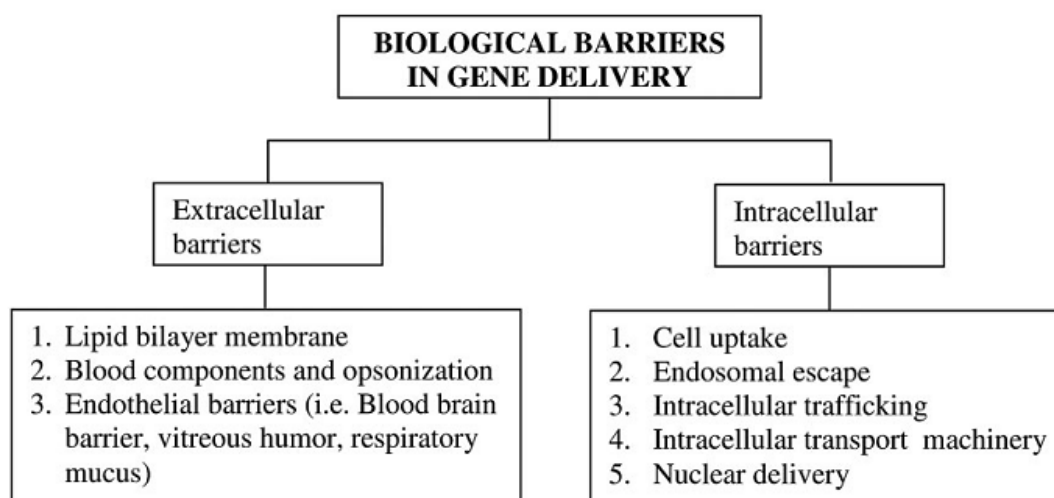 BIOLOGICAL BARRIERS
IN GENE DELIVERY
Extracellular
barriers
1. Lipid bilayer membrane
2. Blood components and opsonization
3. Endothelial barriers (i.e. Blood brain
barrier, vitreous humor, respiratory
mucus)
Intracellular
barriers
1. Cell uptake
2. Endosomal escape
3. Intracellular trafficking
4. Intracellular transport machinery
5. Nuclear delivery